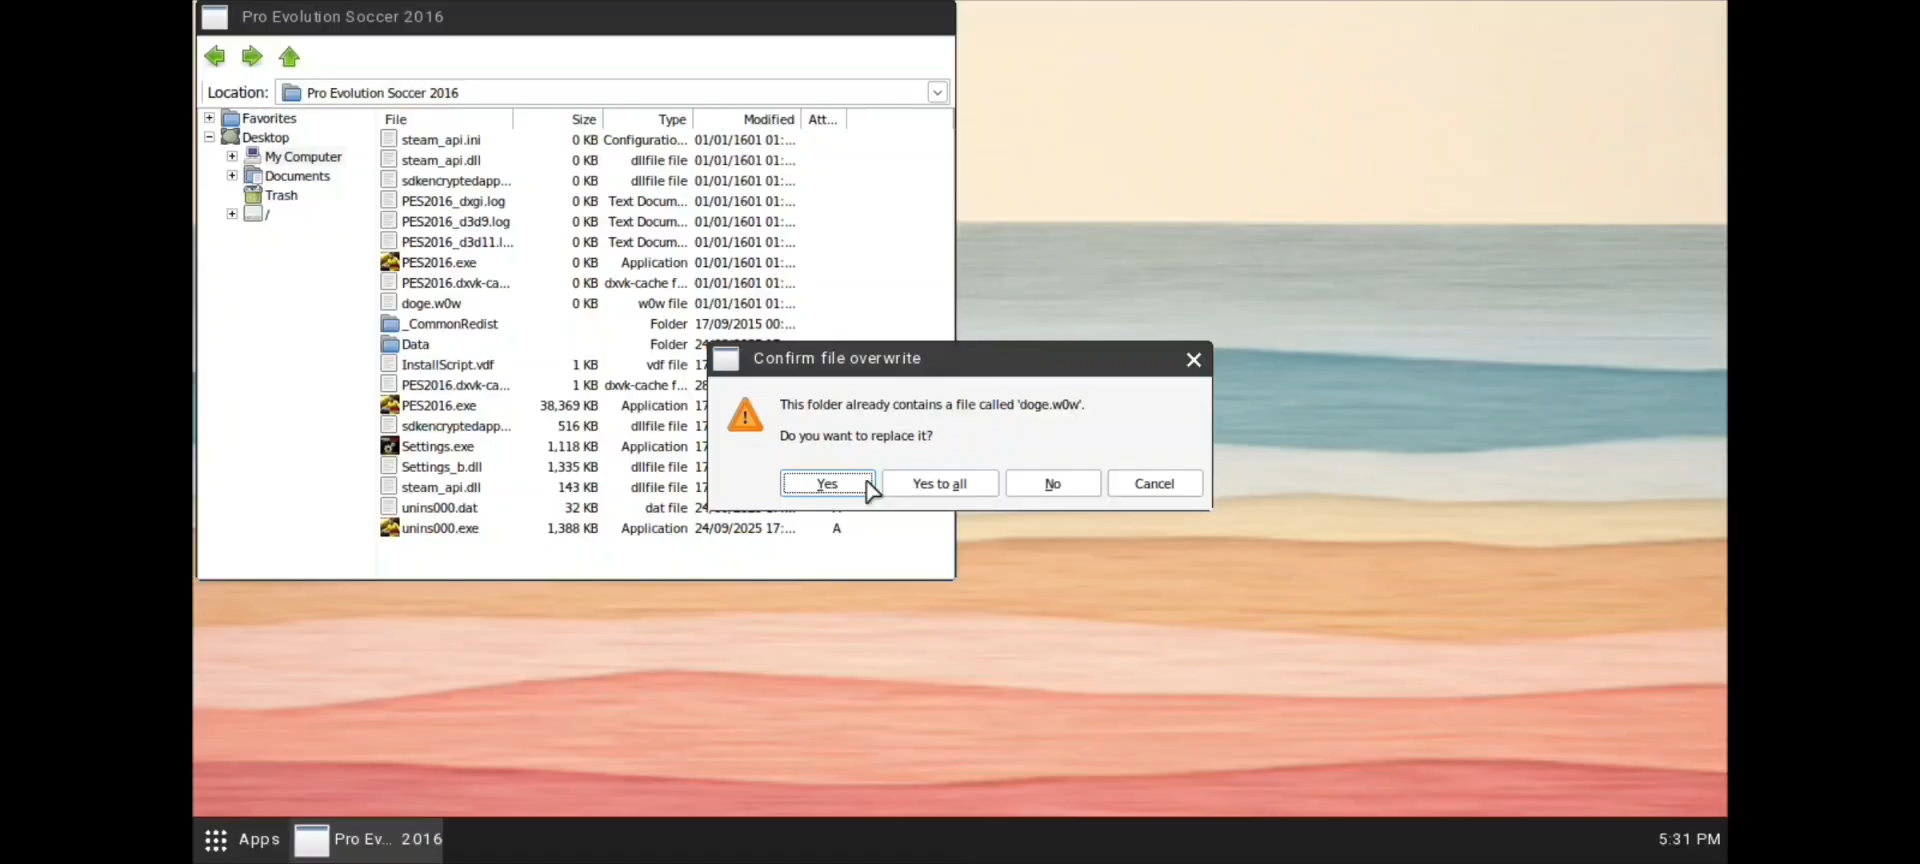 Pro Evolution Soccer 2016
Location: Pro Evolution Soccer 2016
Favorites
Desktop
My Computer
Documents
Trash
/
File Size Type Modified Att...
steam_api.ini 0 KB Configuratio... 01/01/1601 01:...
steam_api.dll 0 KB dllfile file 01/01/1601 01:...
sdkencryptedapp... 0 KB dllfile file 01/01/1601 01:...
PES2016_dxgi.log 0 KB Text Docum... 01/01/1601 01:...
PES2016_d3d9.log 0 KB Text Docum... 01/01/1601 01:...
PES2016_d3d11.l... 0 KB Text Docum... 01/01/1601 01:...
PES2016.exe 0 KB Application 01/01/1601 01:...
PES2016.dxvk-ca... 0 KB dxvk-cache f... 01/01/1601 01:...
doge.w0w 0 KB w0w file 01/01/1601 01:...
_CommonRedist Folder 17/09/2015 00:...
Data Folder 24
InstallScript.vdf 1 KB vdf file 17
PES2016.dxvk-ca... 1 KB dxvk-cache f... 28
PES2016.exe 38,369 KB Application 17
sdkencryptedapp... 516 KB dllfile file 17
Settings.exe 1,118 KB Application 17
Settings_b.dll 1,335 KB dllfile file 17
steam_api.dll 143 KB dllfile file 17
unins000.dat 32 KB dat file
unins000.exe 1,388 KB Application 24/09/2025 17:... A
Confirm file overwrite
This folder already contains a file called 'doge.w0w'.
Do you want to replace it?
Yes Yes to all No Cancel
Apps Pro Ev... 2016 5:31 PM